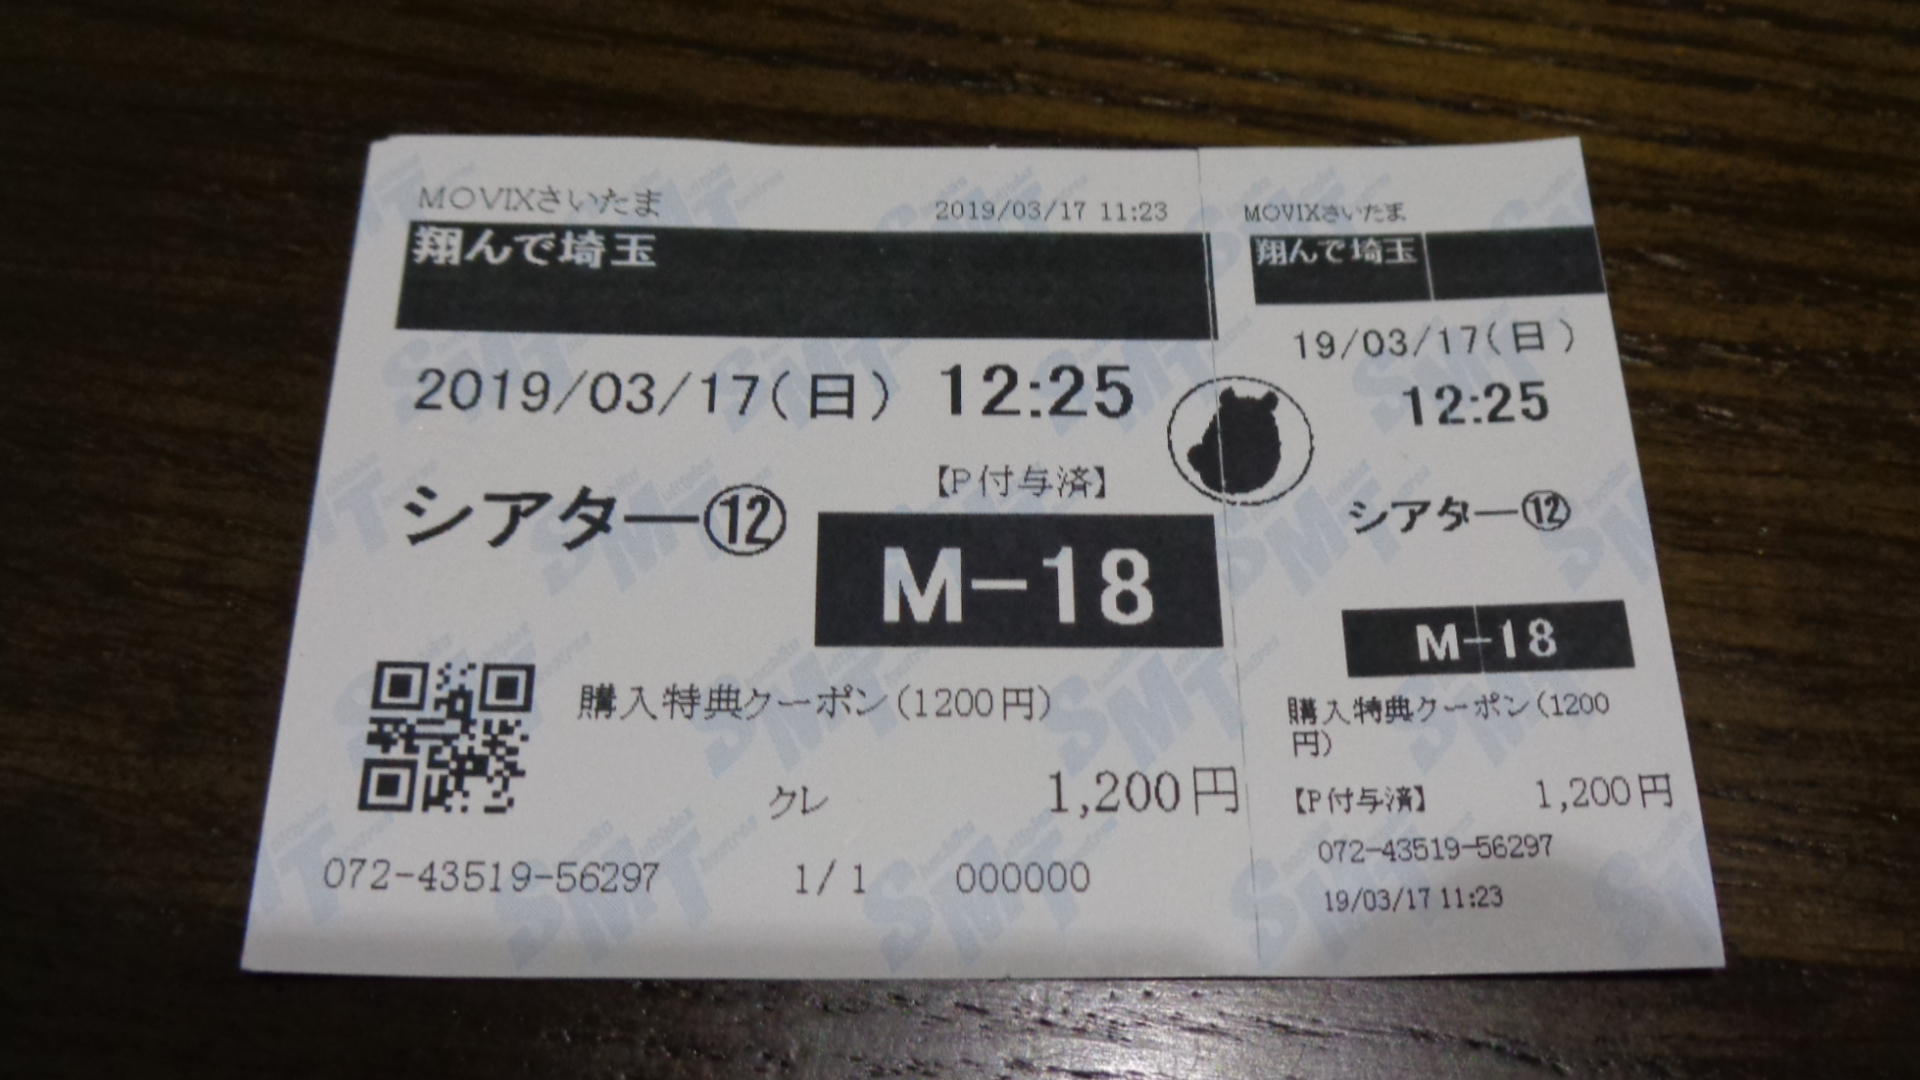 MOVIXさいたま
2019/03/17 11:23
翔んで埼玉
2019/03/17(日) 12:25
【P付与済】
シアター⑫
M-18
購入特典クーポン(1200円)
クレ 1,200円
072-43519-56297 1/1 000000
MOVIXさいたま
翔んで埼玉
19/03/17(日)
12:25
シアター⑫
M-18
購入特典クーポン(1200
円)
【P付与済】 1,200円
072-43519-56297
19/03/17 11:23
SMT